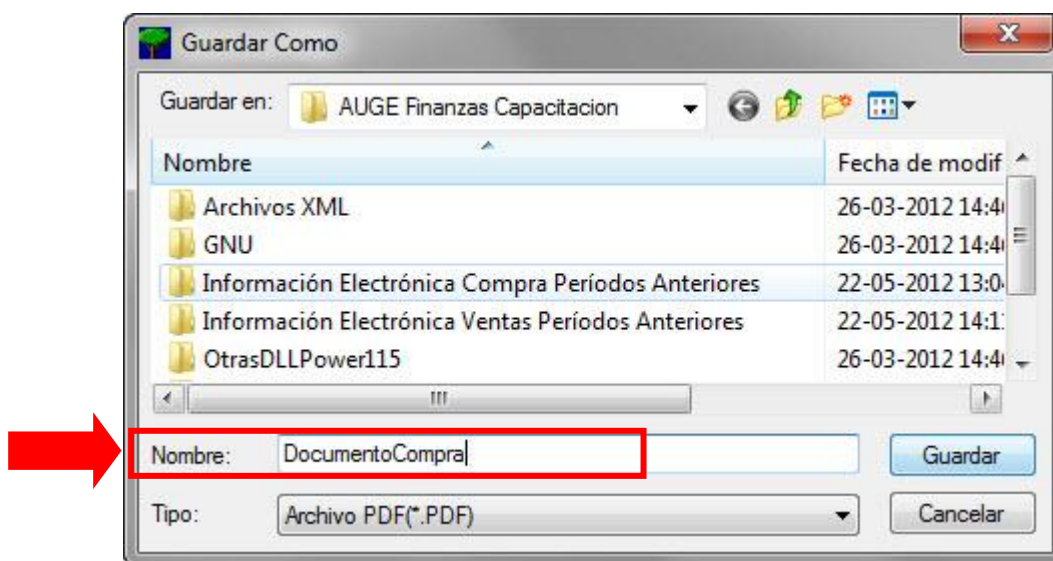 Guardar Como
Guardar en: AUGE Finanzas Capacitacion
Nombre Fecha de modif
Archivos XML 26-03-2012 14:4
GNU 26-03-2012 14:4
Información Electrónica Compra Períodos Anteriores 22-05-2012 13:0
Información Electrónica Ventas Períodos Anteriores 22-05-2012 14:1
OtrasDLLPower115 26-03-2012 14:4
Nombre: DocumentoCompra Guardar
Tipo: Archivo PDF(*.PDF) Cancelar